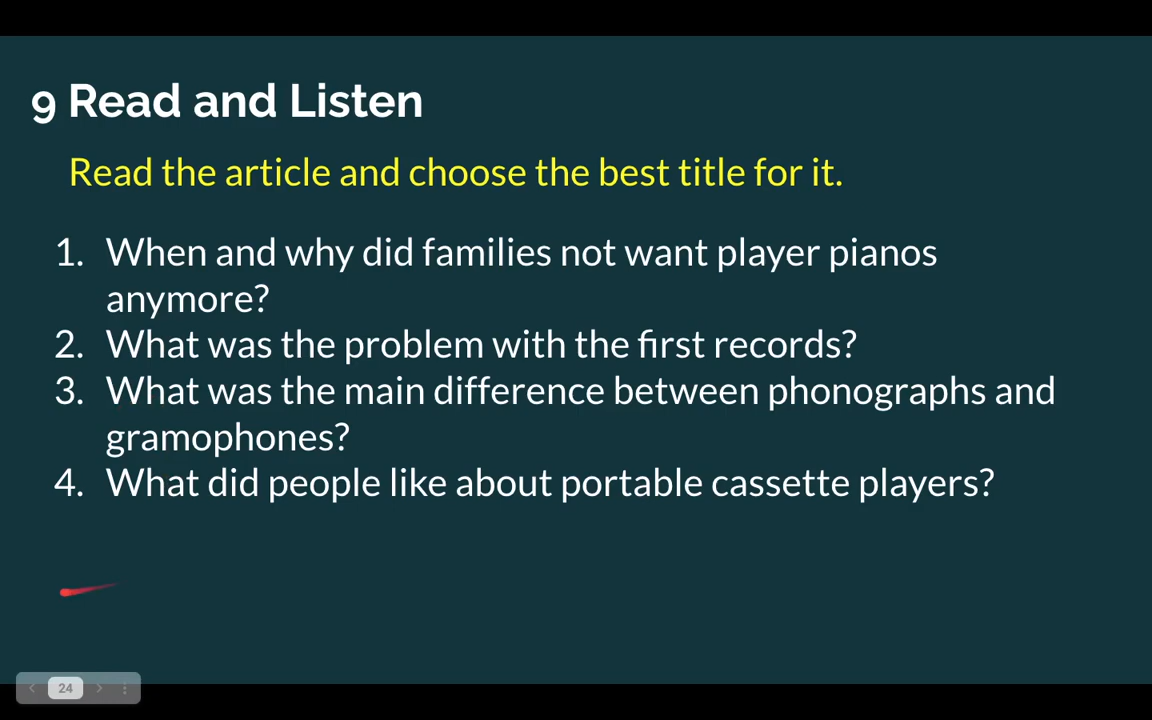 9 Read and Listen
Read the article and choose the best title for it.
1. When and why did families not want player pianos
anymore?
2. What was the problem with the first records?
3. What was the main difference between phonographs and
gramophones?
4. What did people like about portable cassette players?
24